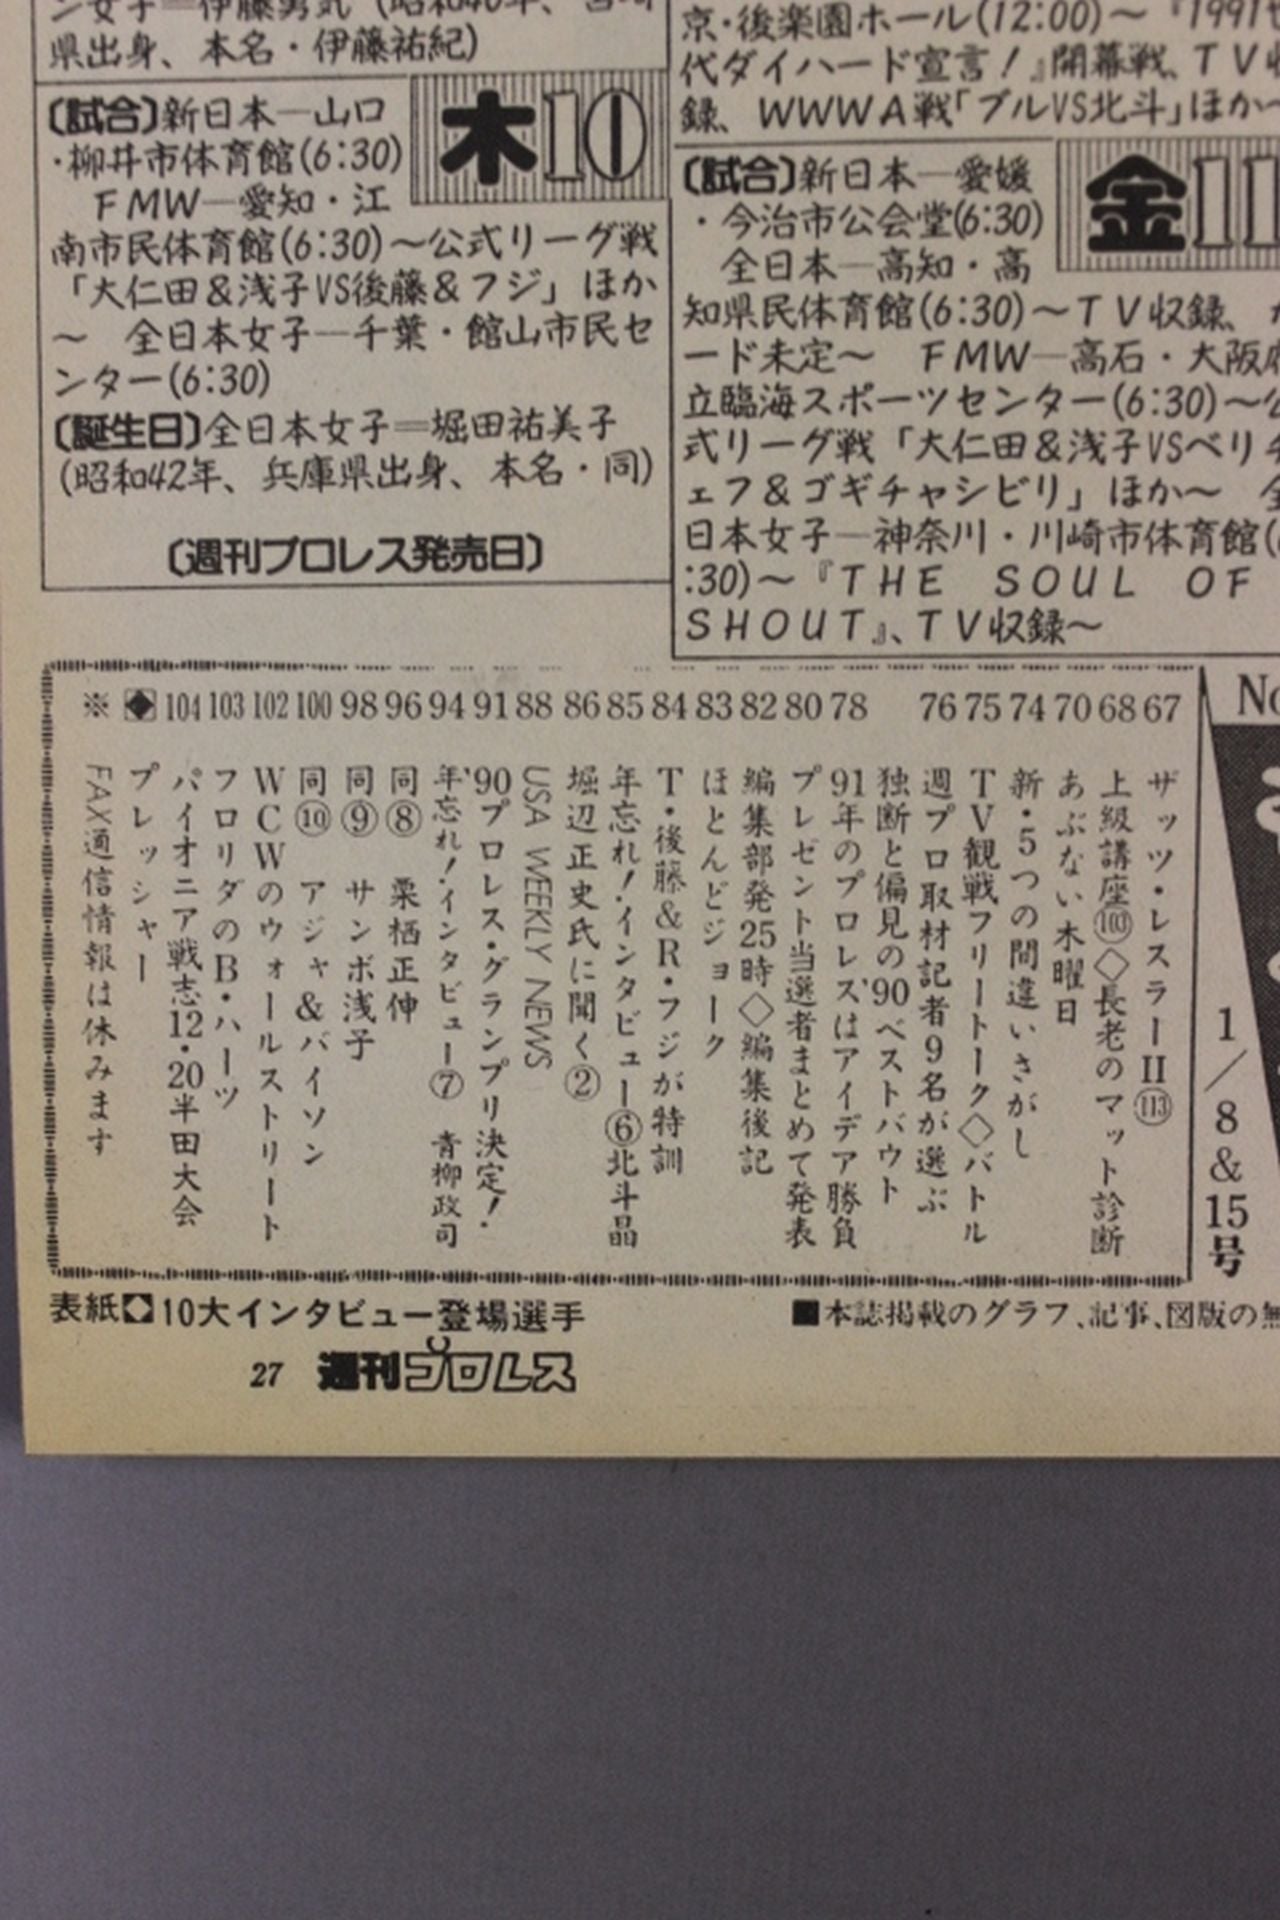 県出身、本名・伊藤祐紀)
〔試合〕新日本―山口
・柳井市体育館(6:30)
FMW―愛知・江
南市民体育館(6:30)～公式リーグ戦
「大仁田&浅子VS後藤&フジ」ほか
～ 全日本女子―千葉・館山市民セ
ンター(6:30)
〔誕生日〕全日本女子=堀田祐美子
(昭和42年、兵庫県出身、本名・同)
〔週刊プロレス発売日〕
木10
京・後楽園ホール(12:00)～『1991
代ダイハード宣言!』開幕戦、TV収
録、WWWA戦「ブルVS北斗」ほか～
〔試合〕新日本―愛媛
・今治市公会堂(6:30)
全日本―高知・高
知県民体育館(6:30)～TV収録、カ
ード未定～ FMW―高石・大阪府
立臨海スポーツセンター(6:30)～公
式リーグ戦「大仁田&浅子VSベリチ
ェフ&ゴギチャシビリ」ほか～ 全
日本女子―神奈川・川崎市体育館(
:30)～『THE SOUL OF
SHOUT』、TV収録～
金11
No
1/8&15号
67 ザッツ・レスラーII(113)
68 上級講座(103)◇長老のマット診断
70 あぶない木曜日
74 新・5つの間違いさがし
75 TV観戦フリートーク◇バトル
76 週プロ取材記者9名が選ぶ
独断と偏見の'90ベストバウト
78 91年のプロレスはアイデア勝負
80 プレゼント当選者まとめて発表
82 編集部発25時◇編集後記
83 ほとんどジョーク
84 T・後藤&R・フジが特訓
85 年忘れ!インタビュー⑥北斗晶
86 堀辺正史氏に聞く②
88 USA WEEKLY NEWS
91 '90プロレス・グランプリ決定!
94 年忘れ!インタビュー⑦ 青柳政司
96 同⑧ 栗栖正伸
98 同⑨ サンボ浅子
100 同⑩ アジャ&バイソン
102 WCWのウォールストリート
103 フロリダのB・ハーツ
104 パイオニア戦志12・20半田大会
◆ プレッシャー
※ FAX通信情報は休みます
表紙◆10大インタビュー登場選手
■本誌掲載のグラフ、記事、図版の無
27 週刊プロレス